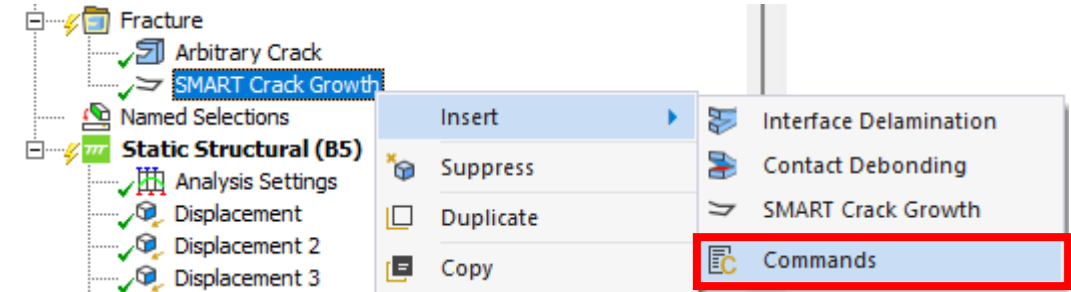 Fracture
Arbitrary Crack
SMART Crack Growth
Named Selections
Static Structural (B5)
Analysis Settings
Displacement
Displacement 2
Displacement 3
Insert
Suppress
Duplicate
Copy
Interface Delamination
Contact Debonding
SMART Crack Growth
Commands